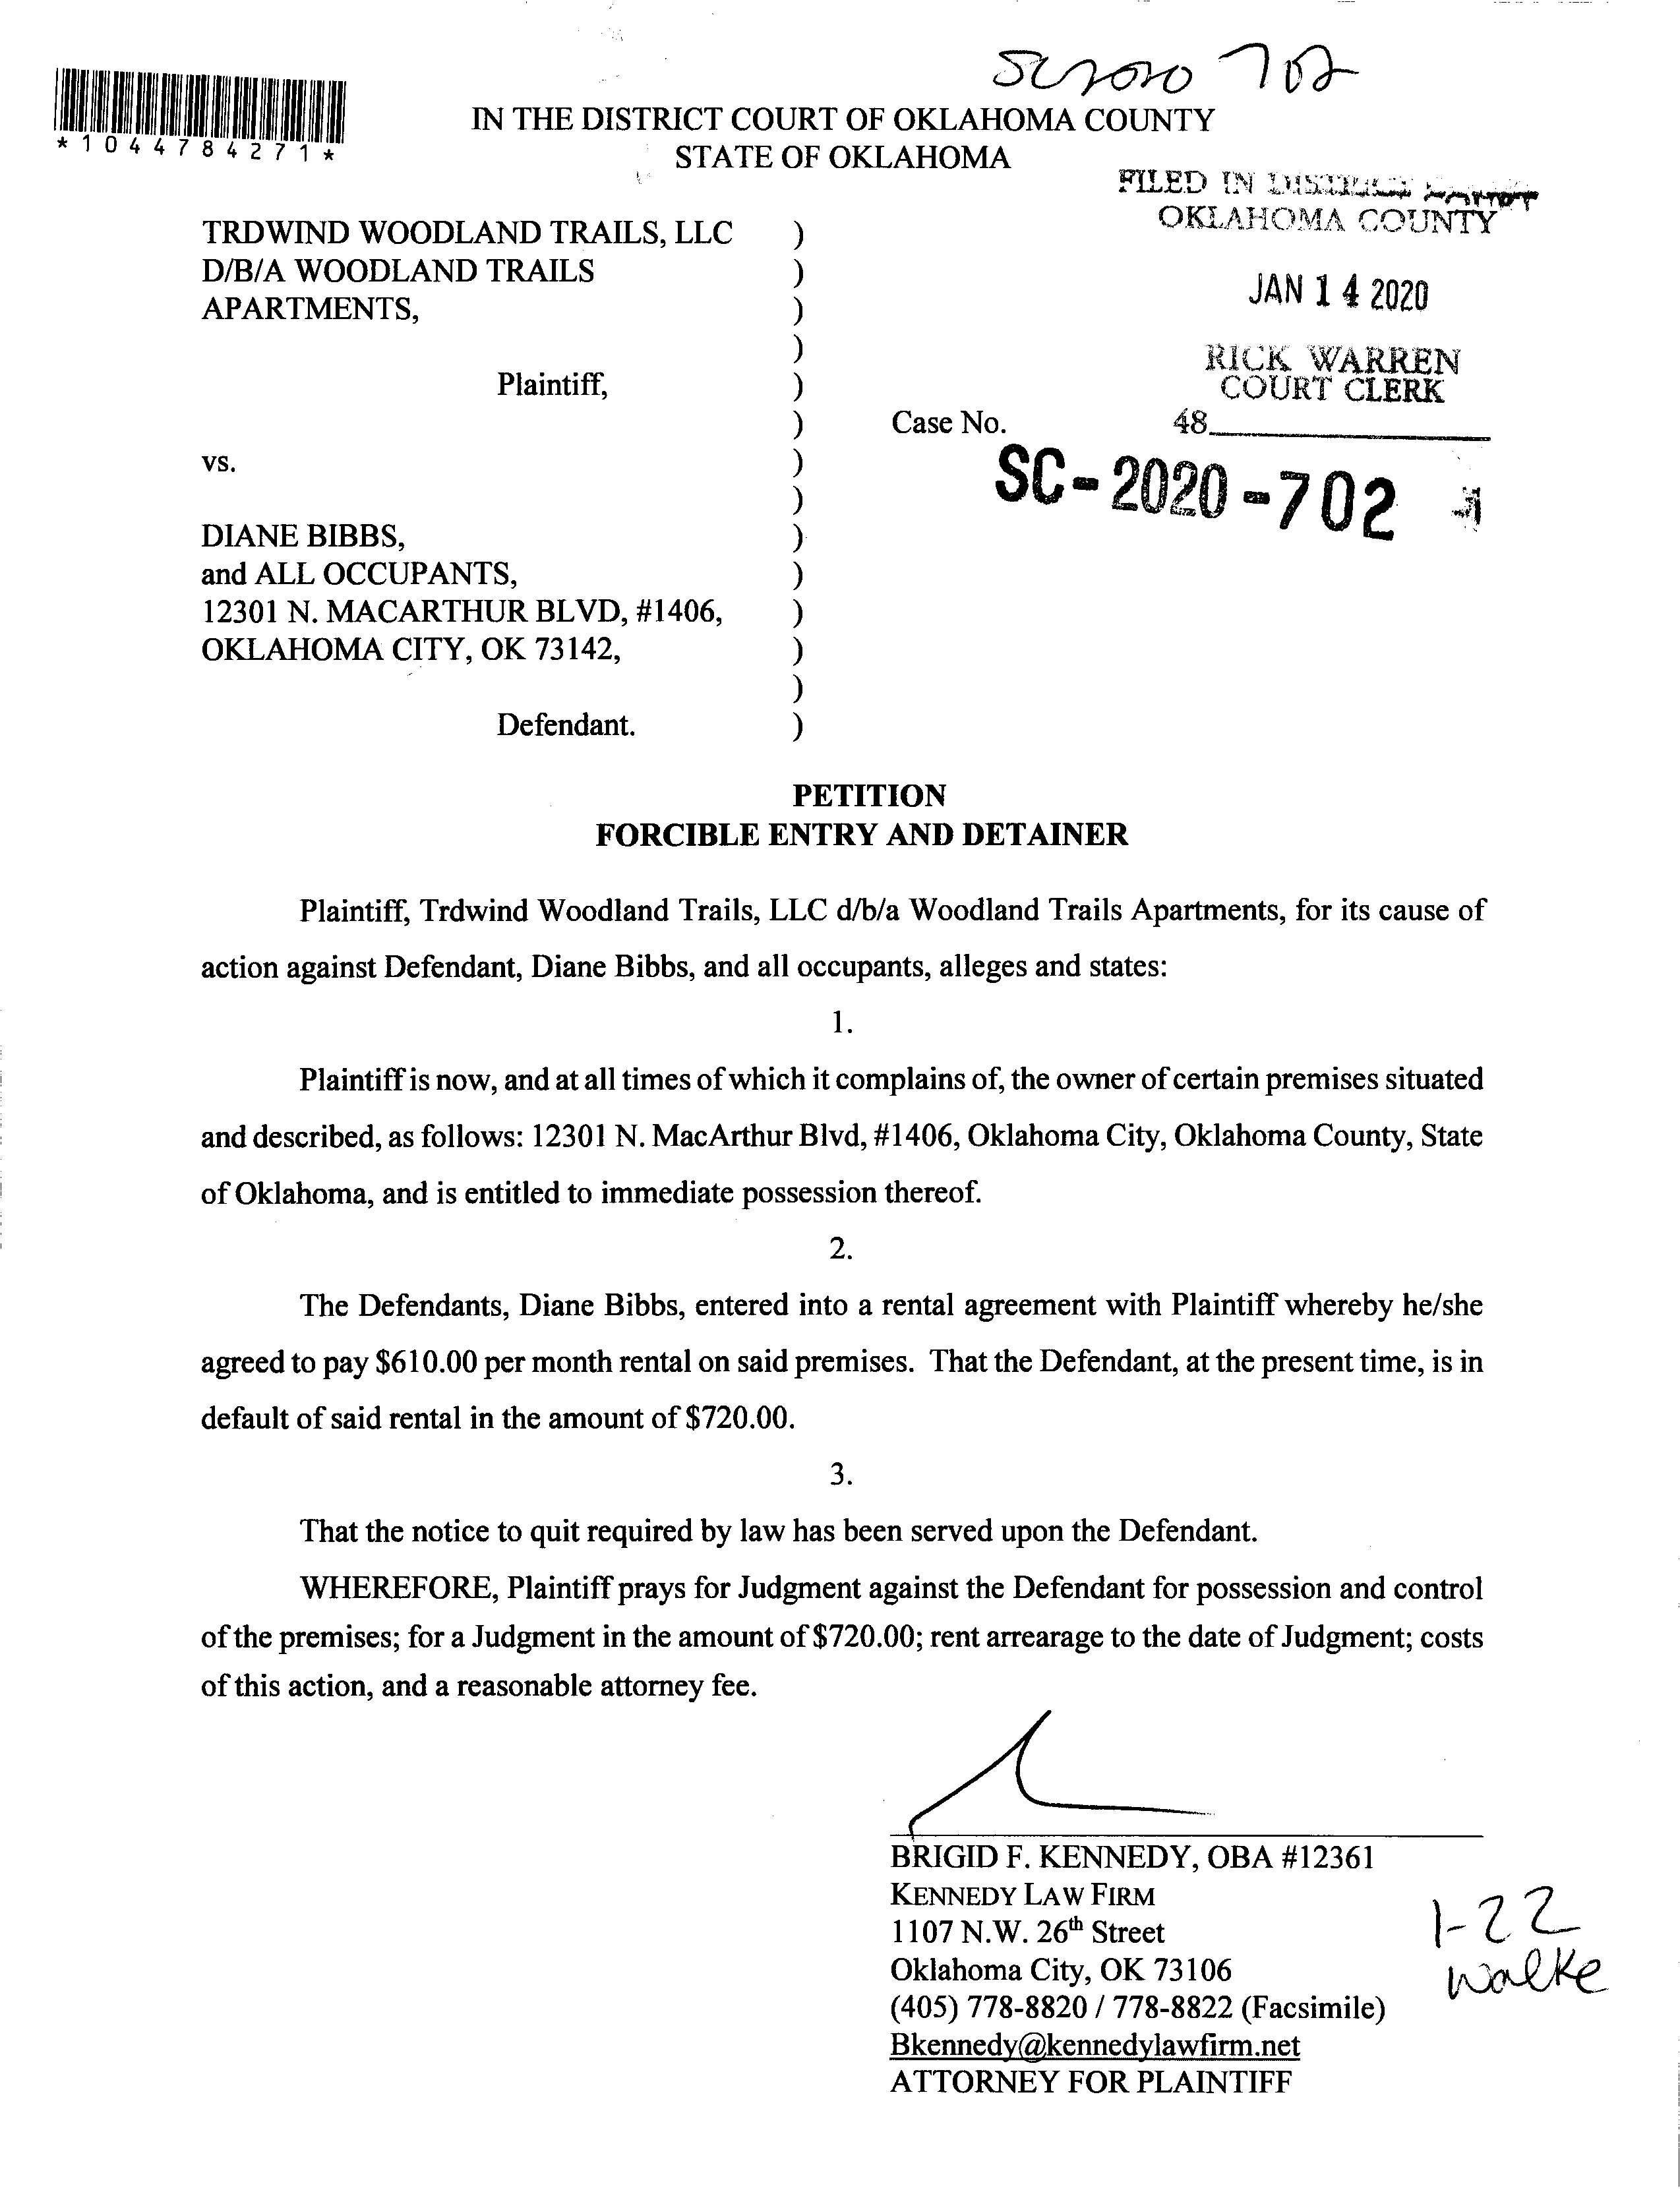 SC2020 702
*1044784271*
IN THE DISTRICT COURT OF OKLAHOMA COUNTY
STATE OF OKLAHOMA
FILED IN DISTRICT COURT
OKLAHOMA COUNTY
JAN 14 2020
RICK WARREN
COURT CLERK
48
TRDWIND WOODLAND TRAILS, LLC )
D/B/A WOODLAND TRAILS )
APARTMENTS, )
)
Plaintiff, )
) Case No.
SC-2020-702
vs. )
)
DIANE BIBBS, )
and ALL OCCUPANTS, )
12301 N. MACARTHUR BLVD, #1406, )
OKLAHOMA CITY, OK 73142, )
)
Defendant. )
PETITION
FORCIBLE ENTRY AND DETAINER
Plaintiff, Trdwind Woodland Trails, LLC d/b/a Woodland Trails Apartments, for its cause of
action against Defendant, Diane Bibbs, and all occupants, alleges and states:
1.
Plaintiff is now, and at all times of which it complains of, the owner of certain premises situated
and described, as follows: 12301 N. MacArthur Blvd, #1406, Oklahoma City, Oklahoma County, State
of Oklahoma, and is entitled to immediate possession thereof.
2.
The Defendants, Diane Bibbs, entered into a rental agreement with Plaintiff whereby he/she
agreed to pay $610.00 per month rental on said premises. That the Defendant, at the present time, is in
default of said rental in the amount of $720.00.
3.
That the notice to quit required by law has been served upon the Defendant.
WHEREFORE, Plaintiff prays for Judgment against the Defendant for possession and control
of the premises; for a Judgment in the amount of $720.00; rent arrearage to the date of Judgment; costs
of this action, and a reasonable attorney fee.
BRIGID F. KENNEDY, OBA #12361
KENNEDY LAW FIRM
1107 N.W. 26th Street
Oklahoma City, OK 73106
(405) 778-8820 / 778-8822 (Facsimile)
Bkennedy@kennedylawfirm.net
ATTORNEY FOR PLAINTIFF
1-22
Walke